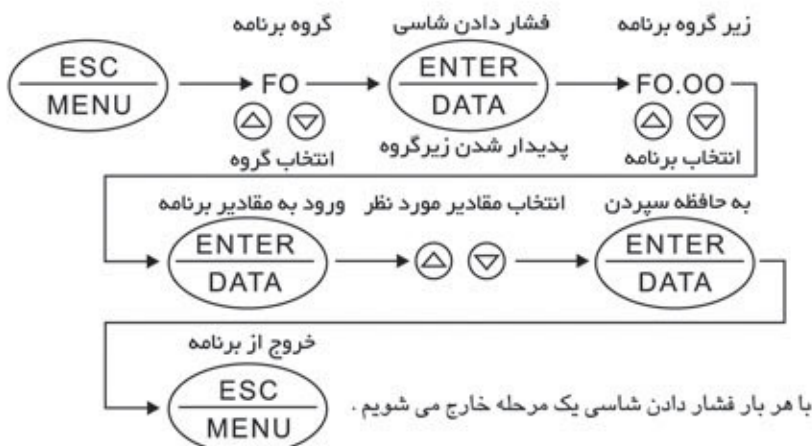 گروه برنامه
فشار دادن شاسی
زیر گروه برنامه
ESC
MENU
FO
ENTER
DATA
FO.OO
انتخاب گروه
پدیدار شدن زیرگروه
انتخاب برنامه
ورود به مقادیر برنامه
انتخاب مقادیر مورد نظر
به حافظه سپردن
ENTER
DATA
ENTER
DATA
خروج از برنامه
ESC
MENU
با هر بار فشار دادن شاسی یک مرحله خارج می شویم .